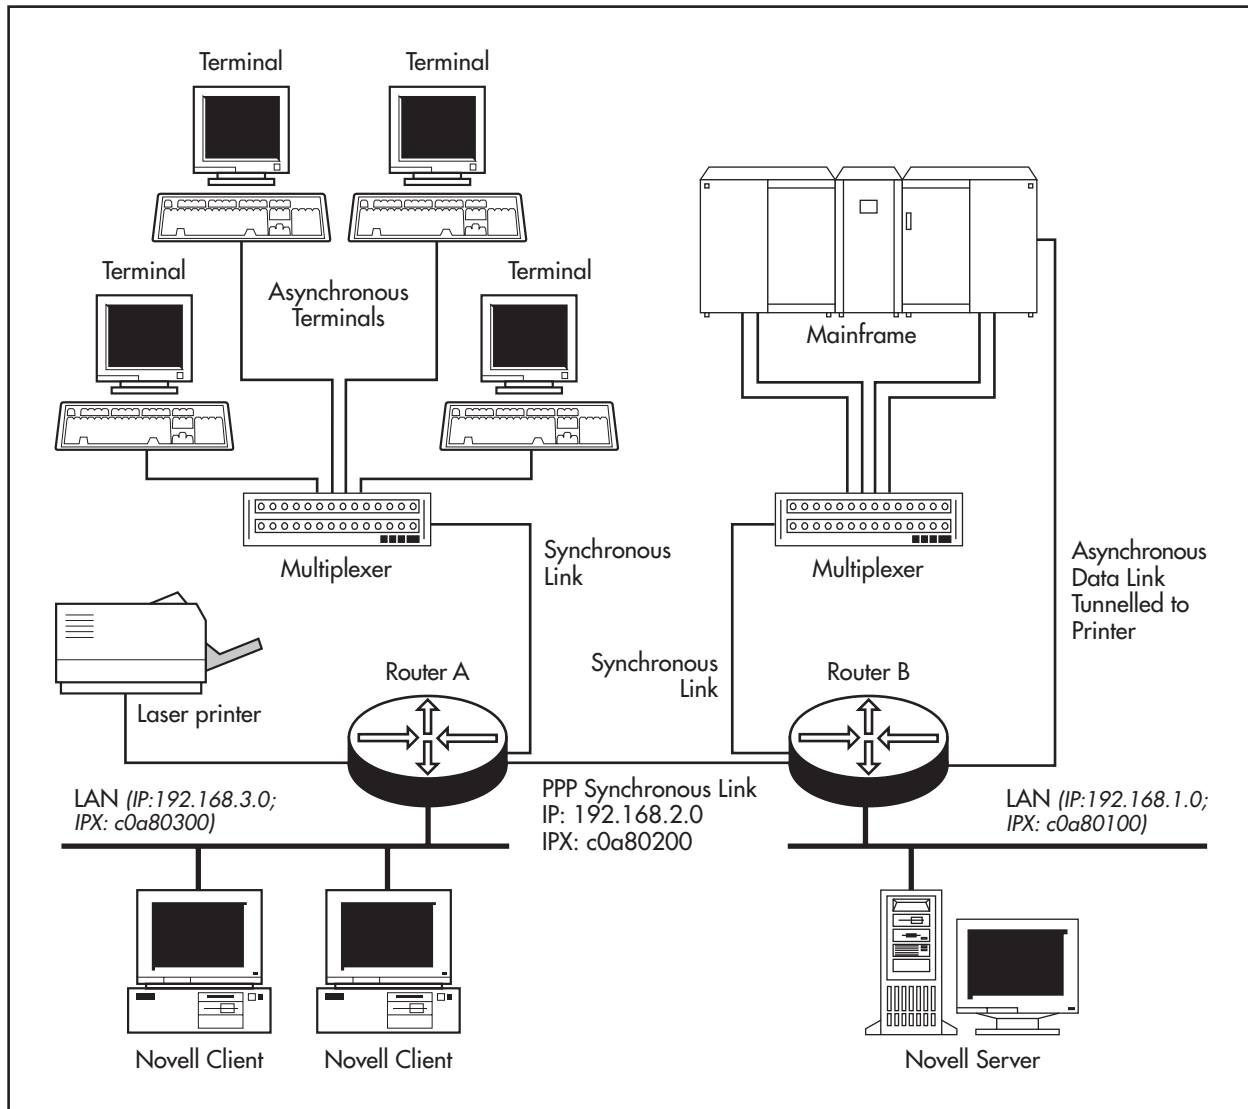 Terminal
Terminal
Terminal
Terminal
Asynchronous
Terminals
Mainframe
Multiplexer
Synchronous
Link
Multiplexer
Asynchronous
Data Link
Tunnelled to
Printer
Laser printer
Router A
Synchronous
Link
Router B
LAN (IP:192.168.3.0;
IPX: c0a80300)
PPP Synchronous Link
IP: 192.168.2.0
IPX: c0a80200
LAN (IP:192.168.1.0;
IPX: c0a80100)
Novell Client
Novell Client
Novell Server